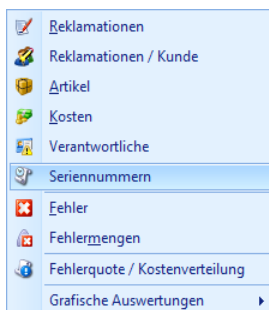 Reklamationen
Reklamationen / Kunde
Artikel
Kosten
Verantwortliche
Seriennummern
Fehler
Fehlermengen
Fehlerquote / Kostenverteilung
Grafische Auswertungen